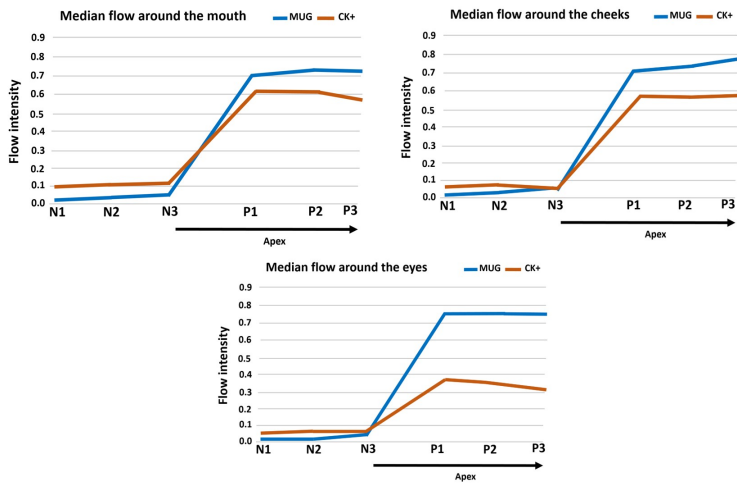 Median flow around the mouth
MUG
CK+
Flow intensity
0.9
0.8
0.7
0.6
0.5
0.4
0.3
0.2
0.1
0.0
N1 N2 N3 P1 P2 P3
Apex
Median flow around the cheeks
MUG
CK+
Flow intensity
0.9
0.8
0.7
0.6
0.5
0.4
0.3
0.2
0.1
0.0
N1 N2 N3 P1 P2 P3
Apex
Median flow around the eyes
MUG
CK+
Flow intensity
0.9
0.8
0.7
0.6
0.5
0.4
0.3
0.2
0.1
0.0
N1 N2 N3 P1 P2 P3
Apex